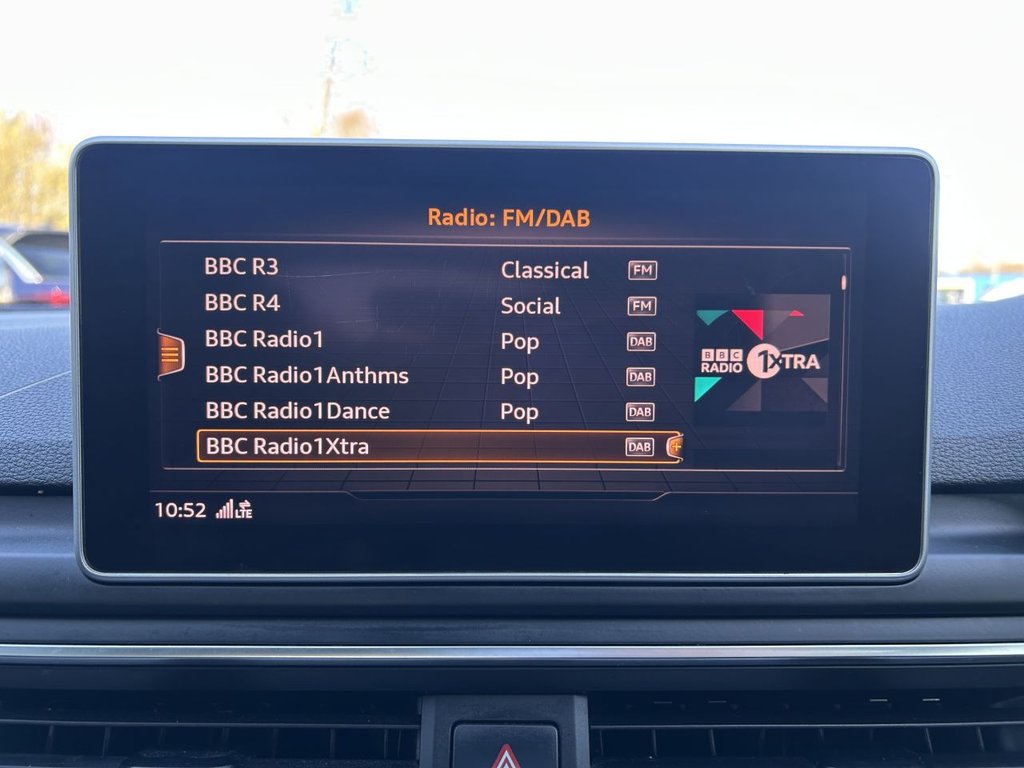 Radio: FM/DAB
BBC R3 Classical FM
BBC R4 Social FM
BBC Radio1 Pop DAB
BBC Radio1Anthms Pop DAB
BBC Radio1Dance Pop DAB
BBC Radio1Xtra DAB
BBC
RADIO 1XTRA
10:52 LTE